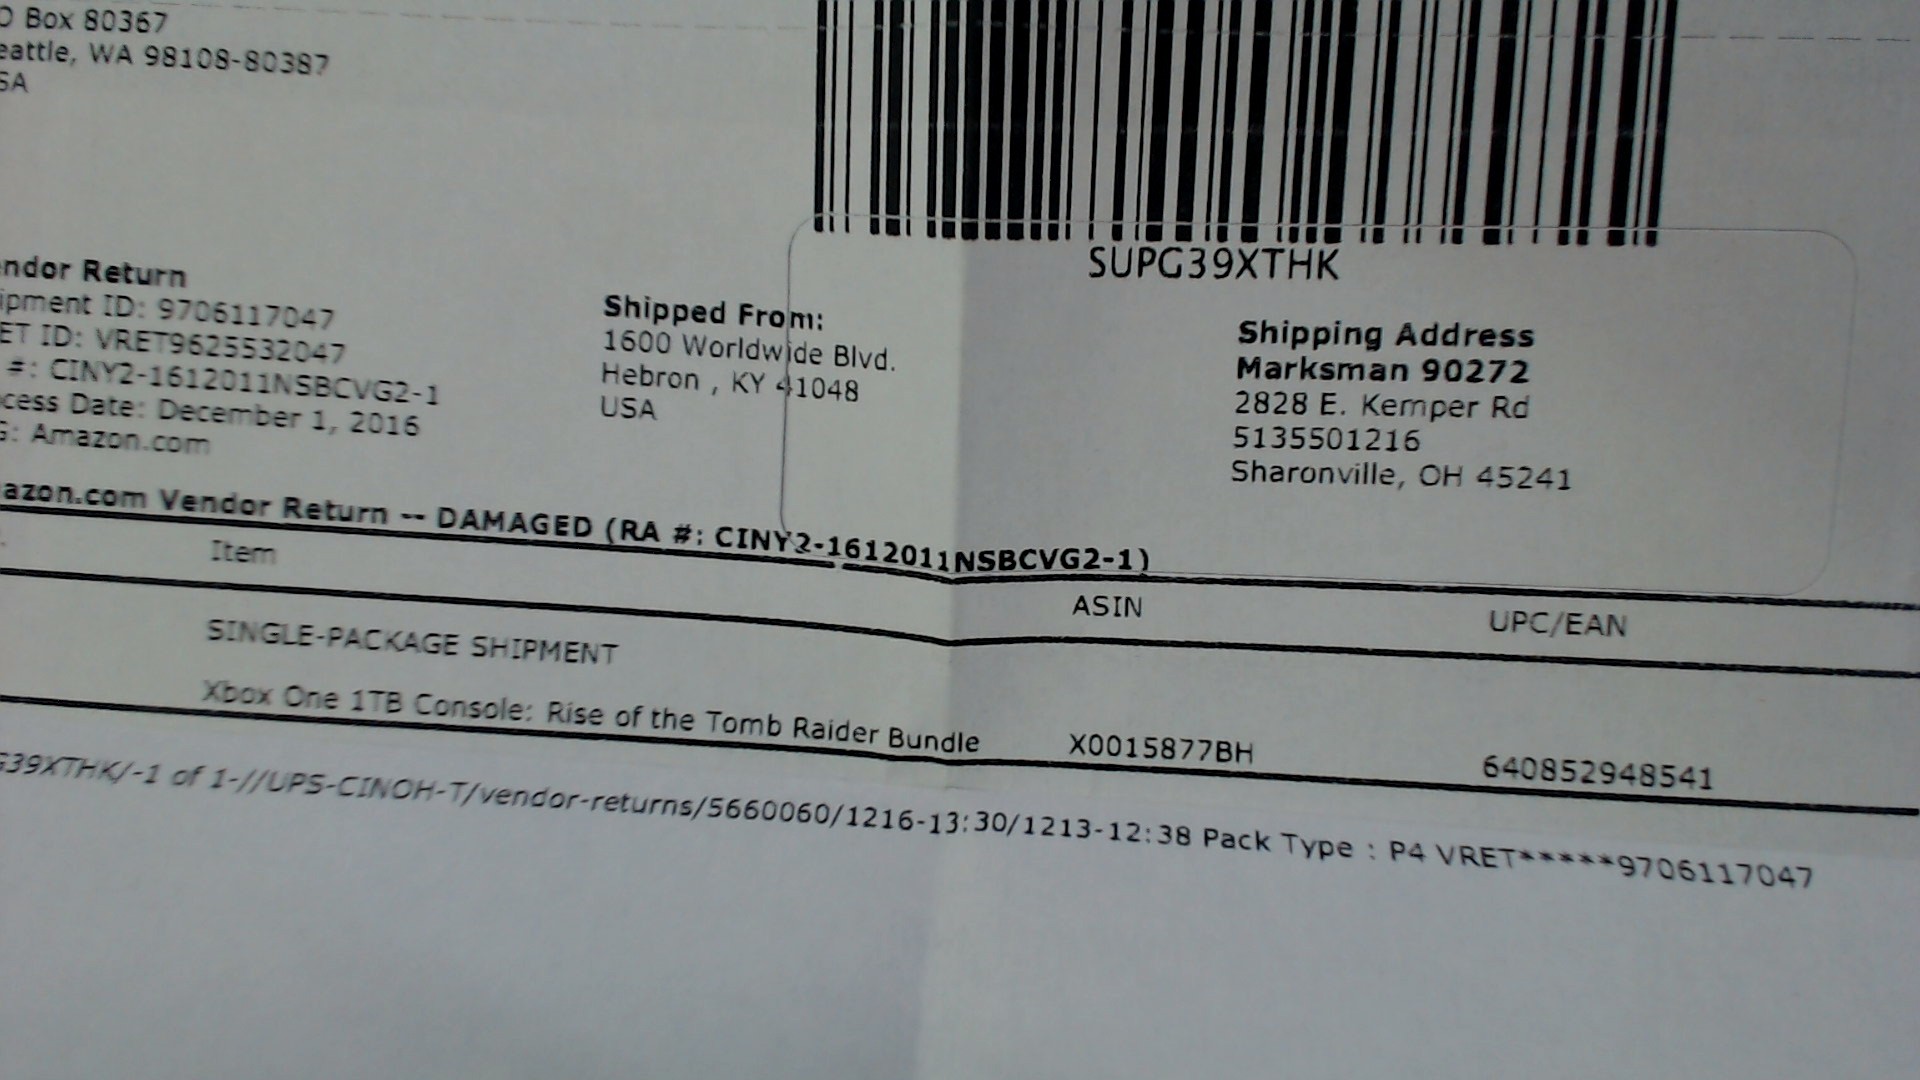 O Box 80367
eattle, WA 98108-80387
SA
SUPG39XTHK
ndor Return
ipment ID: 9706117047
ET ID: VRET9625532047
#: CINY2-1612011NSBCVG2-1
cess Date: December 1, 2016
G: Amazon.com
Shipped From:
1600 Worldwide Blvd.
Hebron , KY 41048
USA
Shipping Address
Marksman 90272
2828 E. Kemper Rd
5135501216
Sharonville, OH 45241
azon.com Vendor Return -- DAMAGED (RA #: CINY2-1612011NSBCVG2-1)
Item ASIN UPC/EAN
SINGLE-PACKAGE SHIPMENT
Xbox One 1TB Console: Rise of the Tomb Raider Bundle X0015877BH 640852948541
G39XTHK/-1 of 1-//UPS-CINOH-T/vendor-returns/5660060/1216-13:30/1213-12:38 Pack Type : P4 VRET*****9706117047